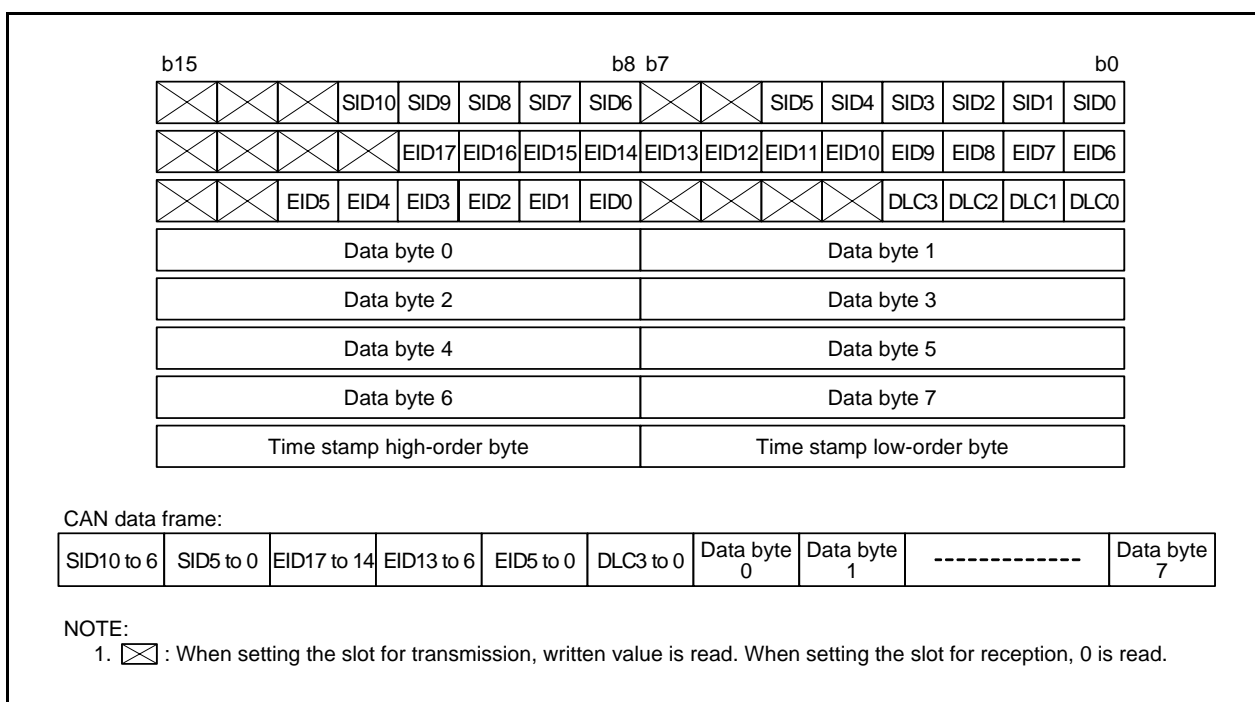 b15 b8 b7 b0
SID10 SID9 SID8 SID7 SID6 SID5 SID4 SID3 SID2 SID1 SID0
EID17 EID16 EID15 EID14 EID13 EID12 EID11 EID10 EID9 EID8 EID7 EID6
EID5 EID4 EID3 EID2 EID1 EID0 DLC3 DLC2 DLC1 DLC0
Data byte 0 Data byte 1
Data byte 2 Data byte 3
Data byte 4 Data byte 5
Data byte 6 Data byte 7
Time stamp high-order byte Time stamp low-order byte
CAN data frame:
SID10 to 6 SID5 to 0 EID17 to 14 EID13 to 6 EID5 to 0 DLC3 to 0 Data byte 0 Data byte 1 ------------- Data byte 7
NOTE:
1. : When setting the slot for transmission, written value is read. When setting the slot for reception, 0 is read.